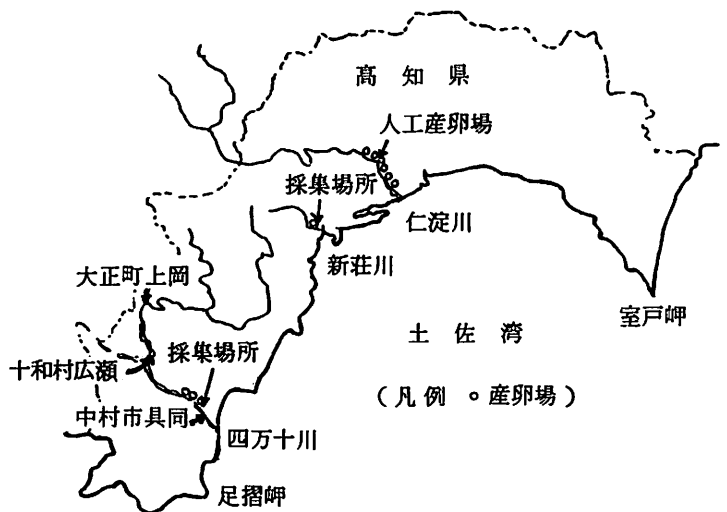 高知県
人工産卵場
採集場所
仁淀川
新荘川
大正町上岡
室戸岬
土佐湾
採集場所
十和村広瀬
(凡例 ○ 産卵場)
中村市具同
四万十川
足摺岬